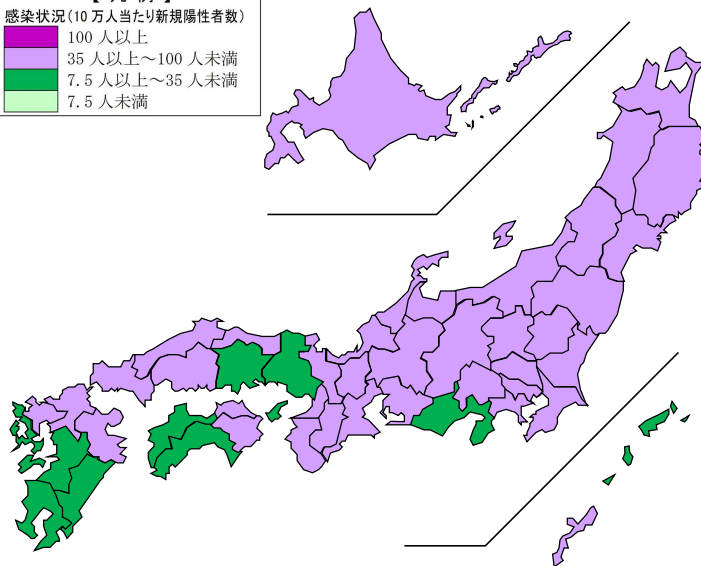 感染状況(10 万人当たり新規陽性者数)
100 人以上
35 人以上～100 人未満
7.5 人以上～35 人未満
7.5 人未満